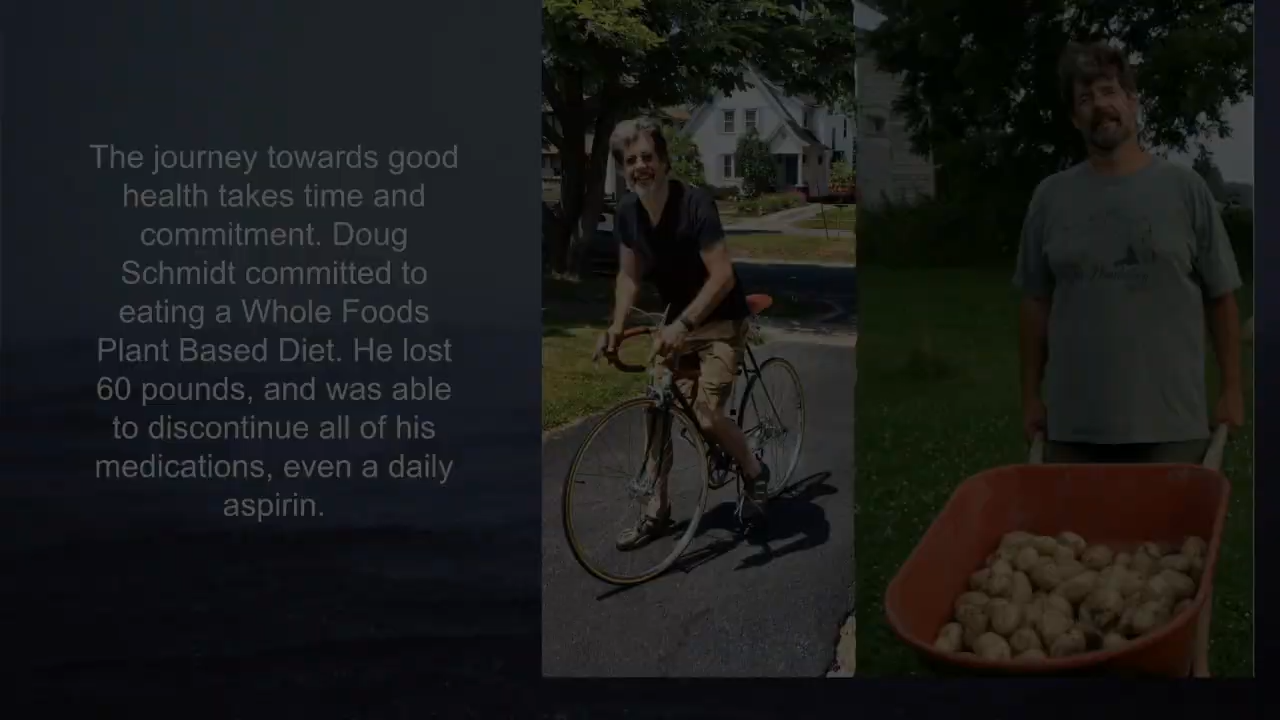 The journey towards good
health takes time and
commitment. Doug
Schmidt committed to
eating a Whole Foods
Plant Based Diet. He lost
60 pounds, and was able
to discontinue all of his
medications, even a daily
aspirin.